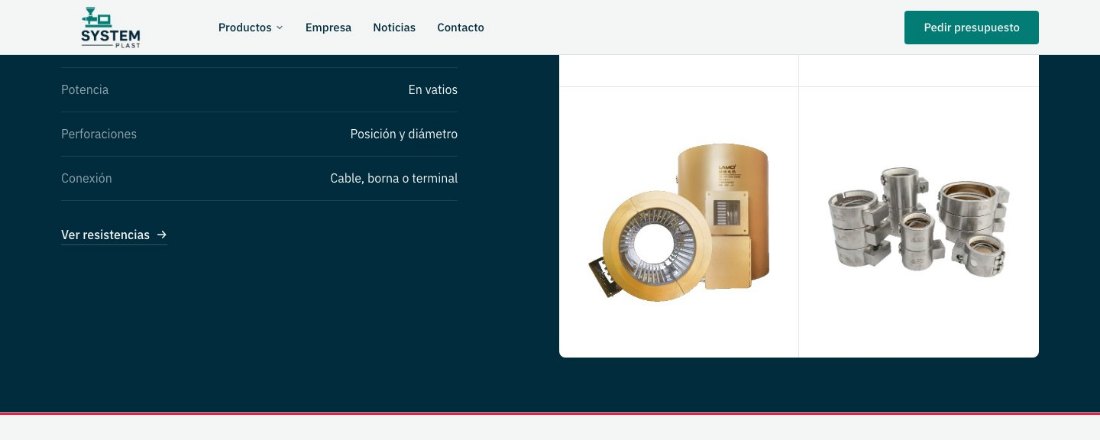 SYSTEM
PLAST
Productos
Empresa
Noticias
Contacto
Pedir presupuesto
Potencia
En vatios
Perforaciones
Posición y diámetro
Conexión
Cable, borna o terminal
Ver resistencias →